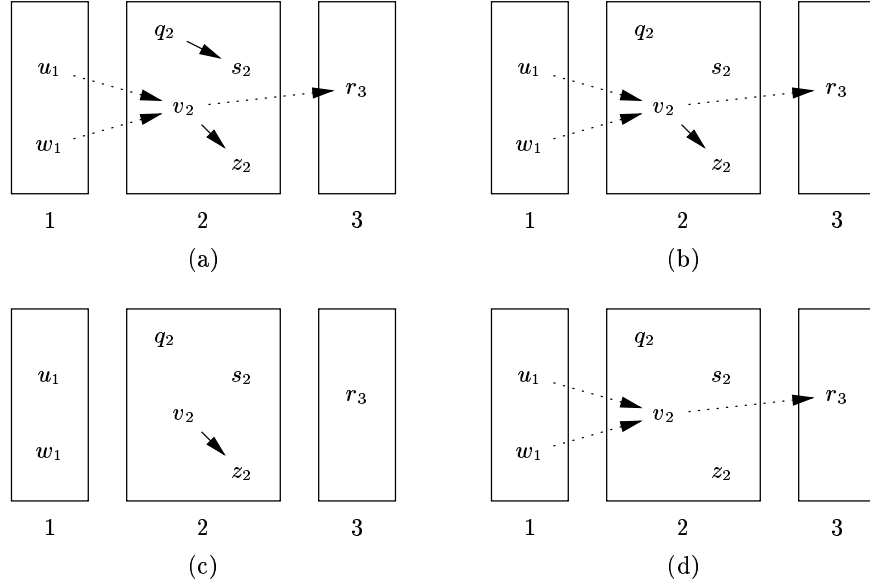 q₂ q₂
u₁ s₂ u₁ s₂
v₂ r₃ v₂ r₃
w₁ z₂ w₁ z₂
1 2 3 1 2 3
(a) (b)
q₂ q₂
u₁ s₂ u₁ s₂
v₂ r₃ v₂ r₃
w₁ z₂ w₁ z₂
1 2 3 1 2 3
(c) (d)